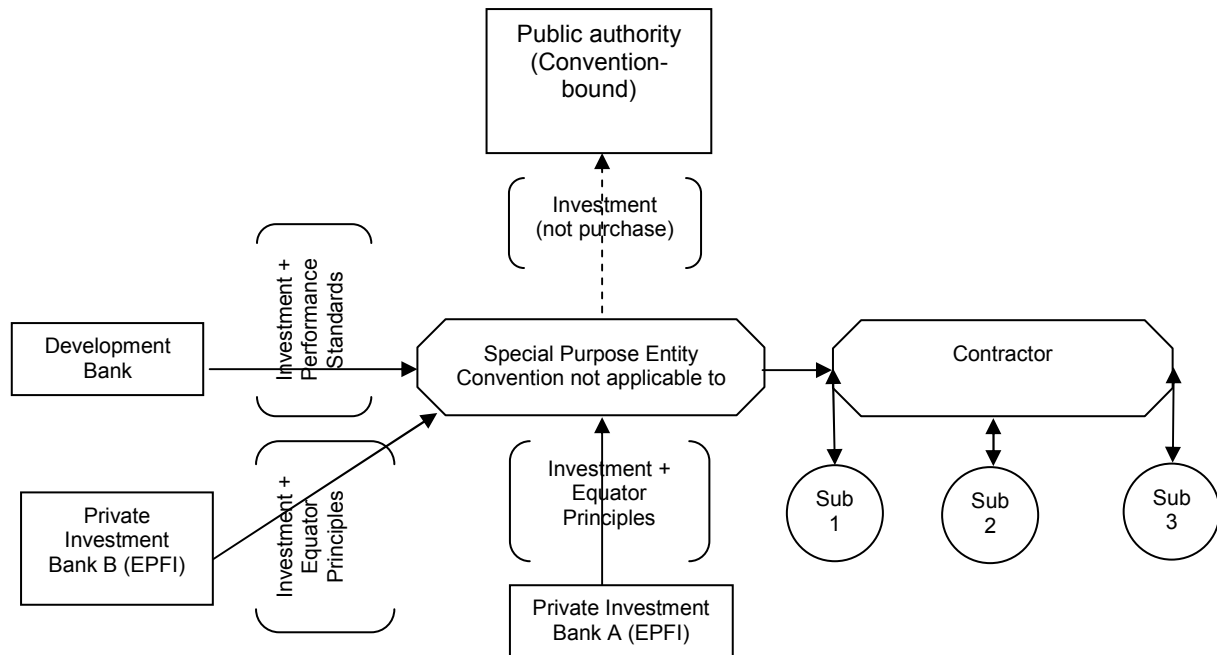 Public authority
(Convention-
bound)
Investment
(not purchase)
Investment +
Performance
Standards
Development
Bank
Special Purpose Entity
Convention not applicable to
Contractor
Investment +
Equator
Principles
Investment +
Equator
Principles
Private
Investment
Bank B (EPFI)
Sub
1
Sub
2
Sub
3
Private Investment
Bank A (EPFI)